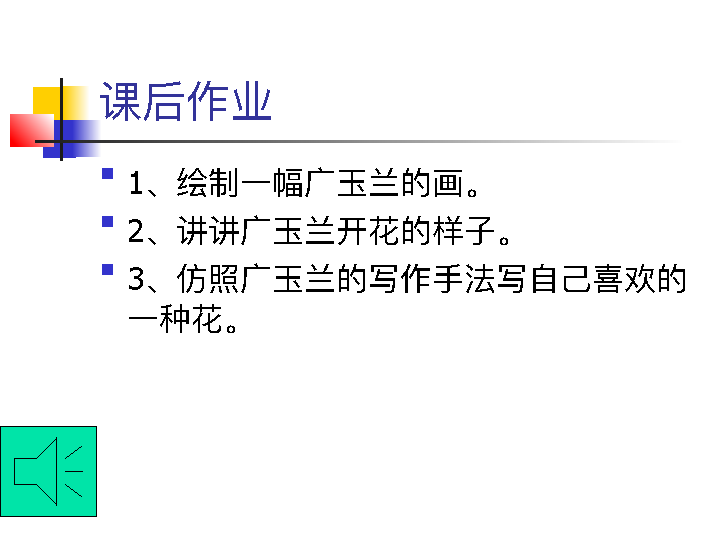 课后作业
1、绘制一幅广玉兰的画。
2、讲讲广玉兰开花的样子。
3、仿照广玉兰的写作手法写自己喜欢的
一种花。